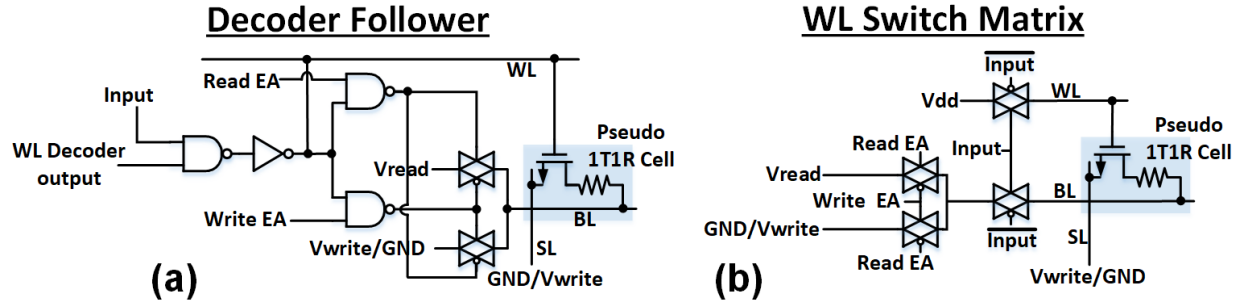 Decoder Follower
Read EA
WL
Input
WL Decoder
output
Pseudo
1T1R Cell
Vread
Write EA
BL
Vwrite/GND
SL
GND/Vwrite
(a)
WL Switch Matrix
Input
Vdd
WL
Pseudo
1T1R Cell
Read EA
Input
Vread
Write EA
BL
GND/Vwrite
Input
SL
Read EA
Vwrite/GND
(b)